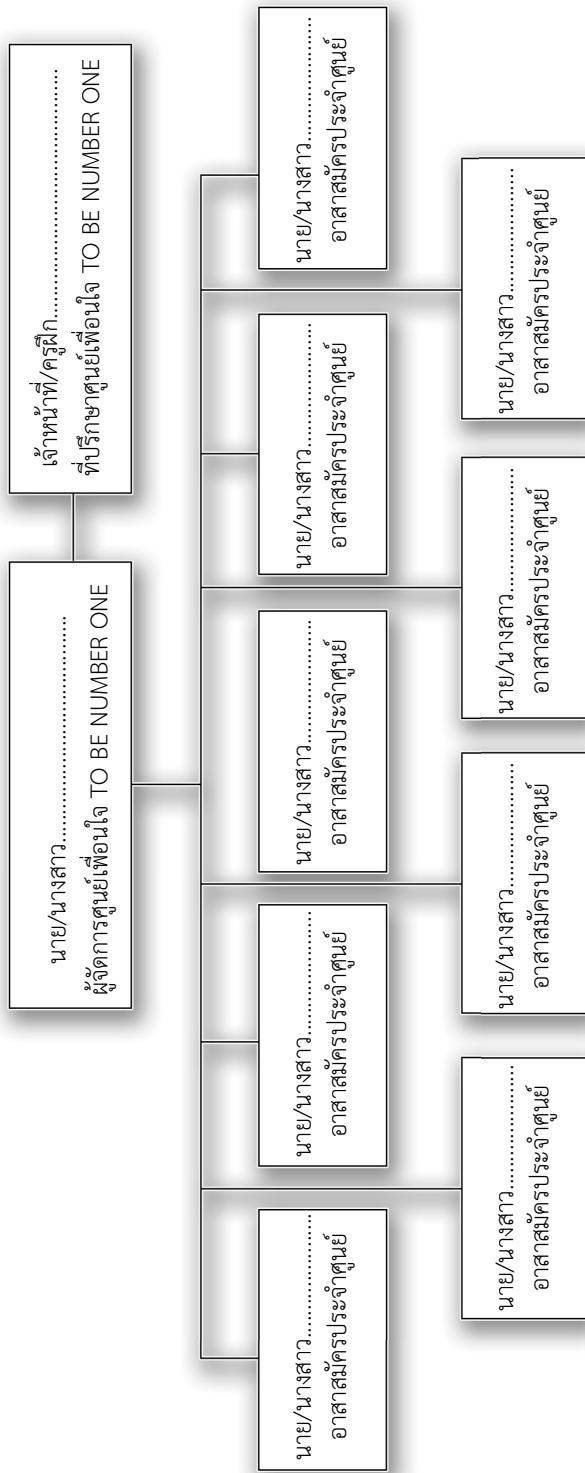 นาย/นางสาว........................................
ผู้จัดการศูนย์เพื่อนใจ TO BE NUMBER ONE
เจ้าหน้าที่/ครูฝึก........................................
ที่ปรึกษาศูนย์เพื่อนใจ TO BE NUMBER ONE
นาย/นางสาว........................
อาสาสมัครประจำศูนย์
นาย/นางสาว........................
อาสาสมัครประจำศูนย์
นาย/นางสาว........................
อาสาสมัครประจำศูนย์
นาย/นางสาว........................
อาสาสมัครประจำศูนย์
นาย/นางสาว........................
อาสาสมัครประจำศูนย์
นาย/นางสาว........................
อาสาสมัครประจำศูนย์
นาย/นางสาว........................
อาสาสมัครประจำศูนย์
นาย/นางสาว........................
อาสาสมัครประจำศูนย์
นาย/นางสาว........................
อาสาสมัครประจำศูนย์